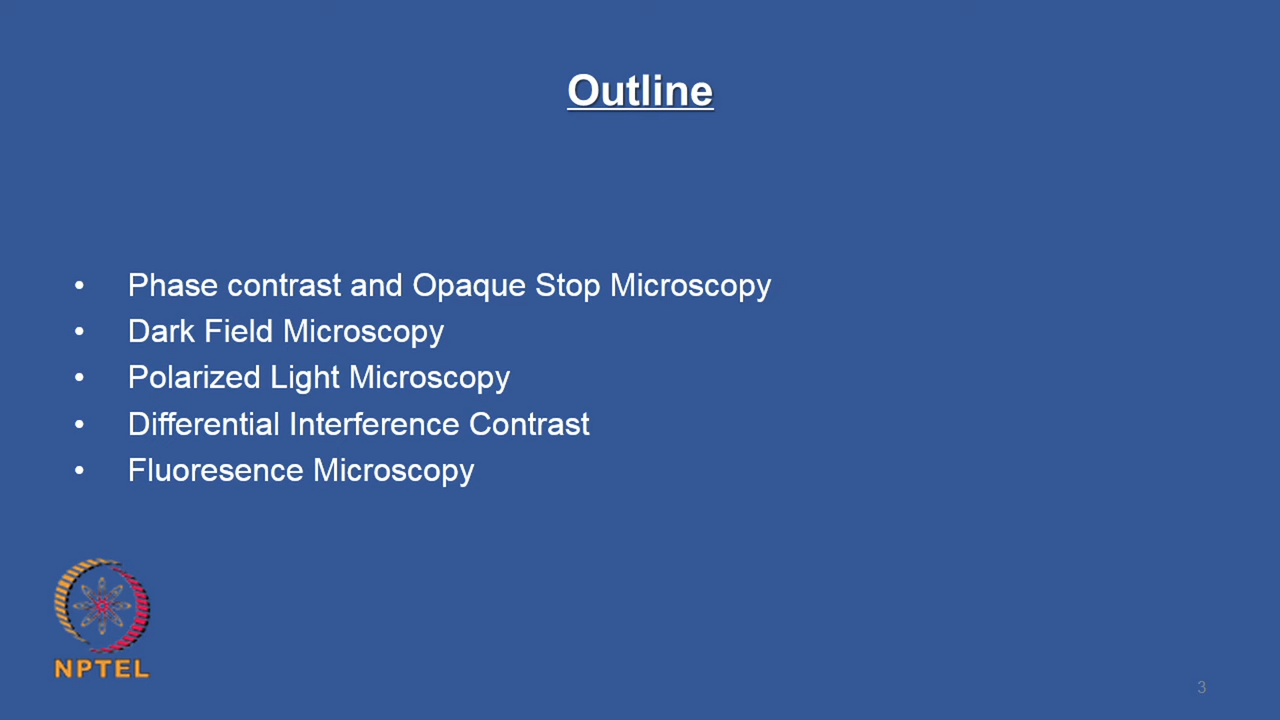 Outline
• Phase contrast and Opaque Stop Microscopy
• Dark Field Microscopy
• Polarized Light Microscopy
• Differential Interference Contrast
• Fluoresence Microscopy
NPTEL
3